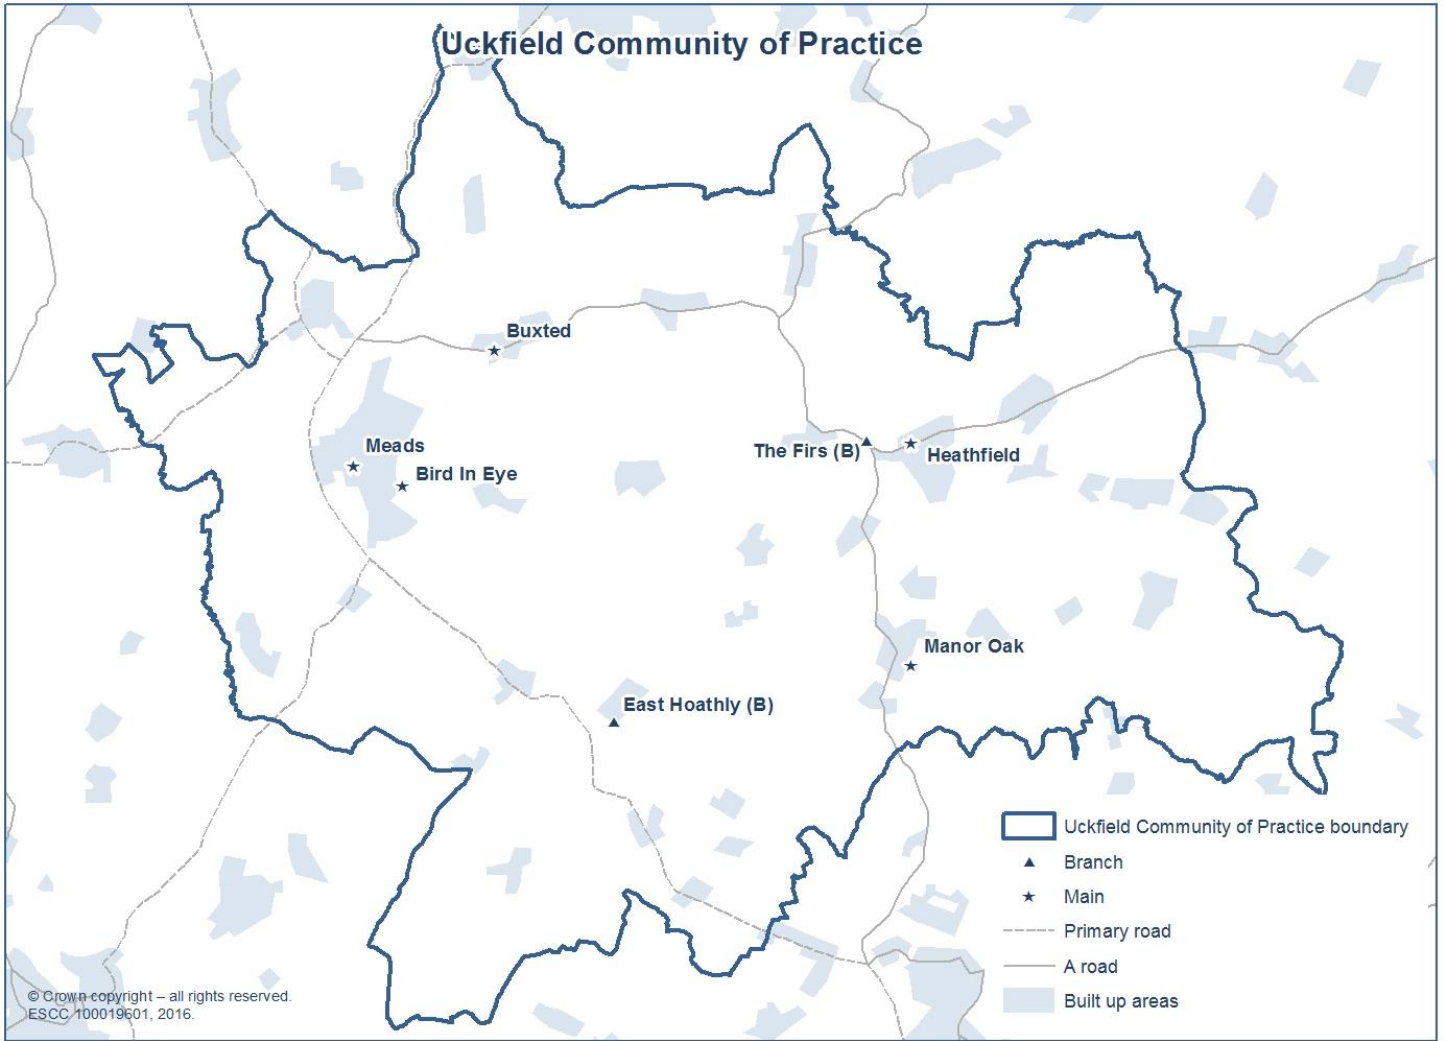 Uckfield Community of Practice
Buxted
Meads
Bird In Eye
The Firs (B)
Heathfield
Manor Oak
East Hoathly (B)
Uckfield Community of Practice boundary
Branch
Main
Primary road
A road
Built up areas
© Crown copyright – all rights reserved.
ESCC 100019601, 2016.